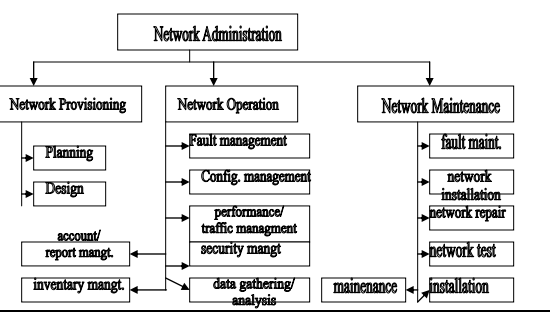 Network Administration
Network Provisioning
Network Operation
Network Maintenance
Planning
Design
Fault management
Config. management
performance/
traffic managment
security mangt
data gathering/
analysis
account/
report mangt.
inventary mangt.
fault maint.
network
installation
network repair
network test
installation
mainenance